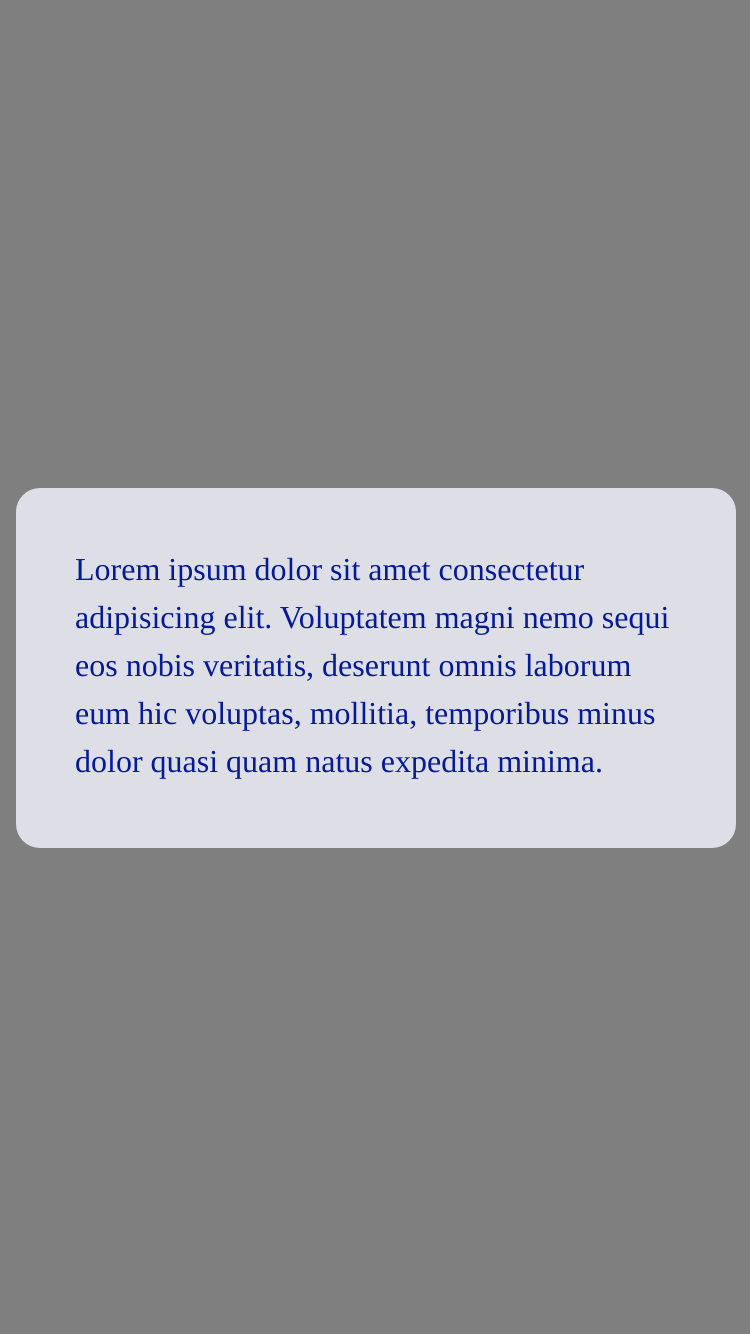 Lorem ipsum dolor sit amet consectetur
adipisicing elit. Voluptatem magni nemo sequi
eos nobis veritatis, deserunt omnis laborum
eum hic voluptas, mollitia, temporibus minus
dolor quasi quam natus expedita minima.